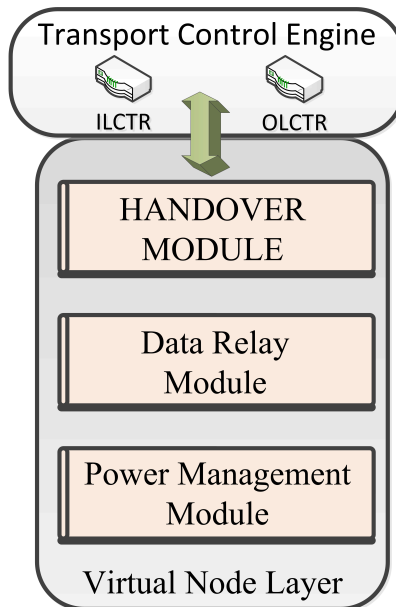 Transport Control Engine
ILCTR OLCTR
HANDOVER
MODULE
Data Relay
Module
Power Management
Module
Virtual Node Layer